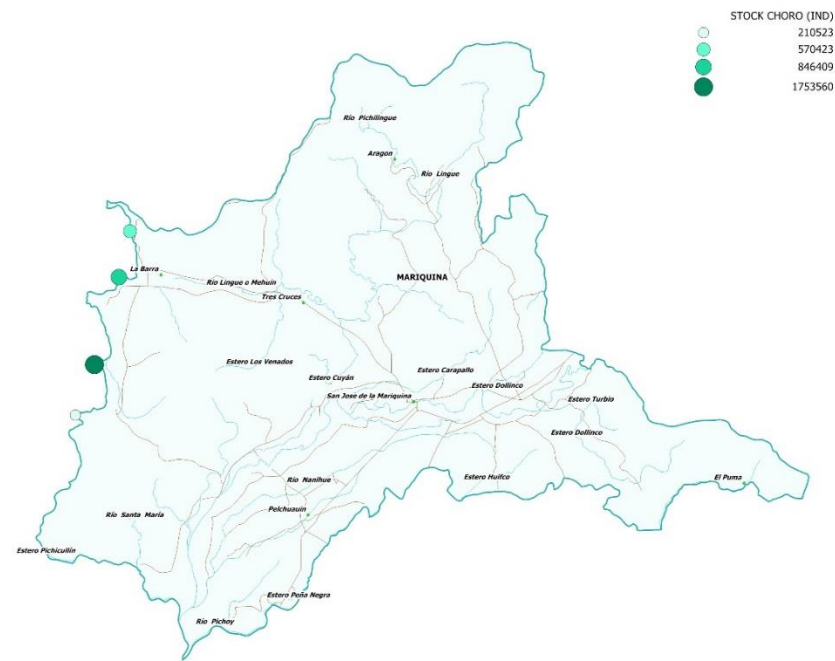 STOCK CHORO (IND)
210523
570423
846409
1753560
Río Pichilingue
Aragon
Río Lingue
La Barra
MARIQUINA
Río Lingue o Mehuín
Tres Cruces
Estero Los Venados
Estero Carapallo
Estero Cuyán
Estero Dollinco
San Jose de la Mariquina
Estero Turbio
Estero Dollinco
Río Nanihue
Estero Huifco
El Puma
Río Santa María
Pelchuquin
Estero Pichicullin
Estero Peña Negra
Río Pichoy